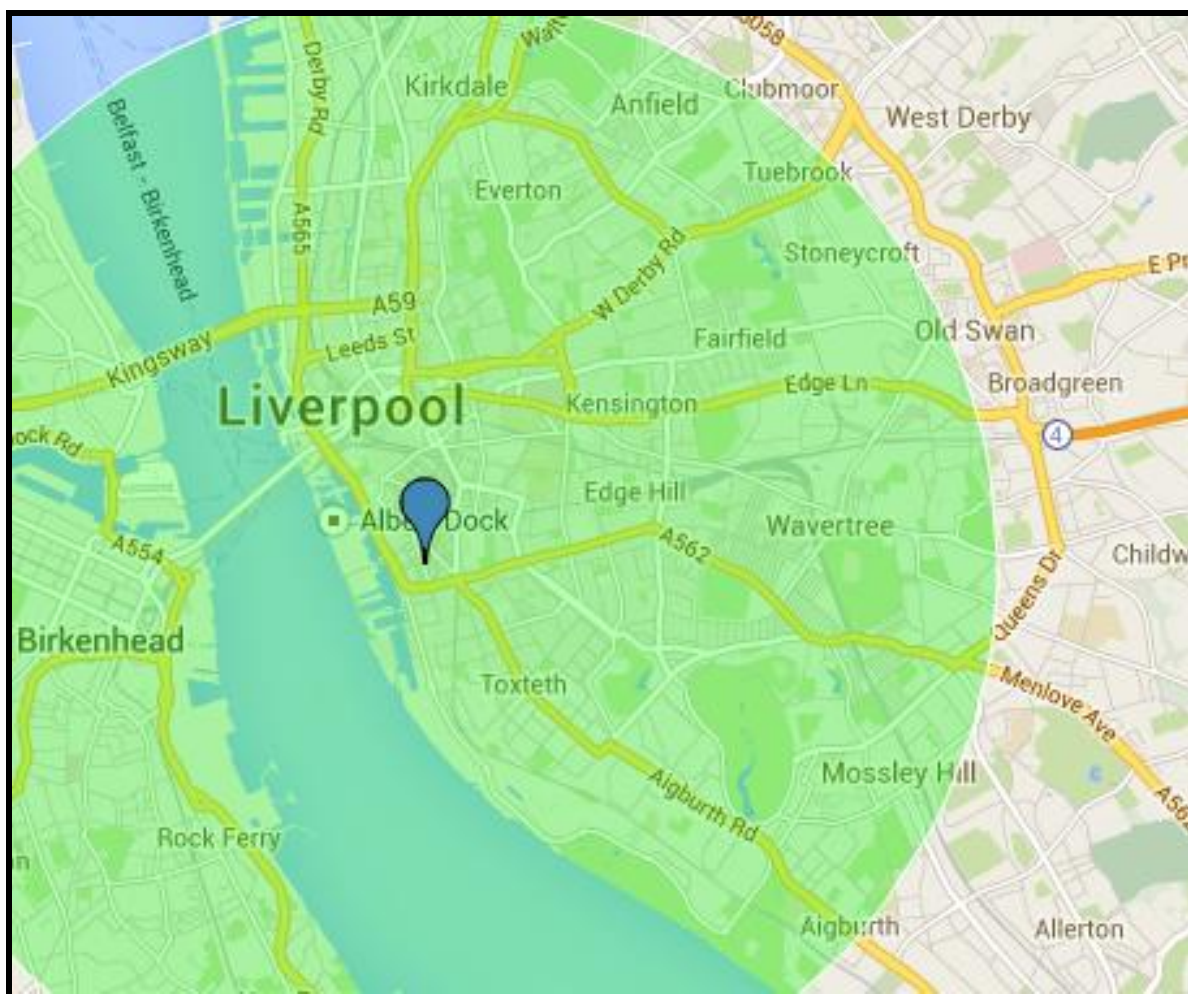 A5058
Derby Rd
Kirkdale
Clubmoor
Anfield
West Derby
Belfast - Birkenhead
Tuebrook
Everton
A565
W Derby Rd
Stoneycroft
A59
Kingsway
Leeds St
Fairfield
Old Swan
Liverpool
Edge Ln
Broadgreen
Kensington
ock Rd
4
Edge Hill
Albert Dock
Wavertree
A554
A562
Childw
Queens Dr
Birkenhead
Toxteth
Menlove Ave
Mossley Hill
Aigburth Rd
Rock Ferry
Aigburth
Allerton